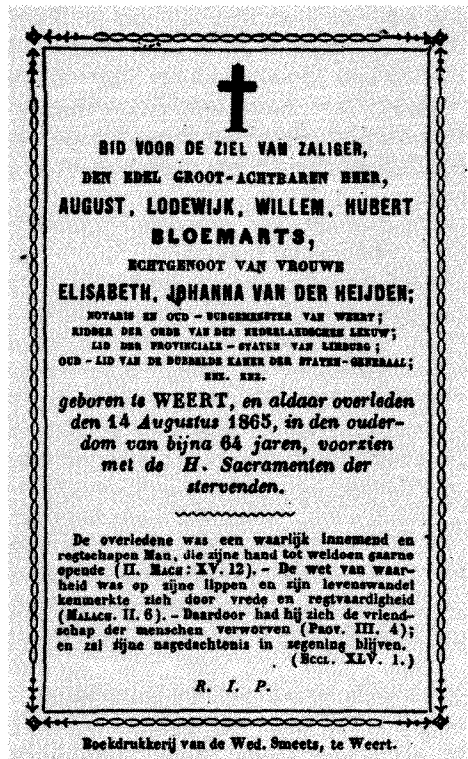 BID VOOR DE ZIEL VAN ZALIGER,
DEN EDEL GROOT-ACHTBAREN HEER,
AUGUST, LODEWIJK, WILLEM, HUBERT
BLOEMARTS,
ECHTGENOOT VAN VROUWE
ELISABETH, JOHANNA VAN DER HEIJDEN;
NOTARIS EN OUD-BURGEMEESTER VAN WEERT;
RIDDER DER ORDE VAN DEN NEDERLANDSCHEN LEEUW;
LID DER PROVINCIALE-STATEN VAN LIMBURG;
OUD-LID VAN DE DUBBELDE KAMER DER STATEN-GENERAAL;
ENZ. ENZ.
geboren te WEERT, en aldaar overleden
den 14 Augustus 1865, in den ouder-
dom van bijna 64 jaren, voorzien
met de H. Sacramenten der
stervenden.
De overledene was een waarlijk innemend en
regtschapen Man, die zijne hand tot weldoen gaarne
opende (II. MACH: XV. 12). - De wet van waar-
heid was op zijne lippen en zijn levenswandel
kenmerkte zich door vrede en regtvaardigheid
(MALACH. II. 6). - Daardoor had hij zich de vriend-
schap der menschen verworven (PROV. III. 4);
en zal zijne nagedachtenis in zegening blijven.
(ECCL. XLV. 1.)
R. I. P.
Boekdrukkerij van de Wed. Smeets, te Weert.